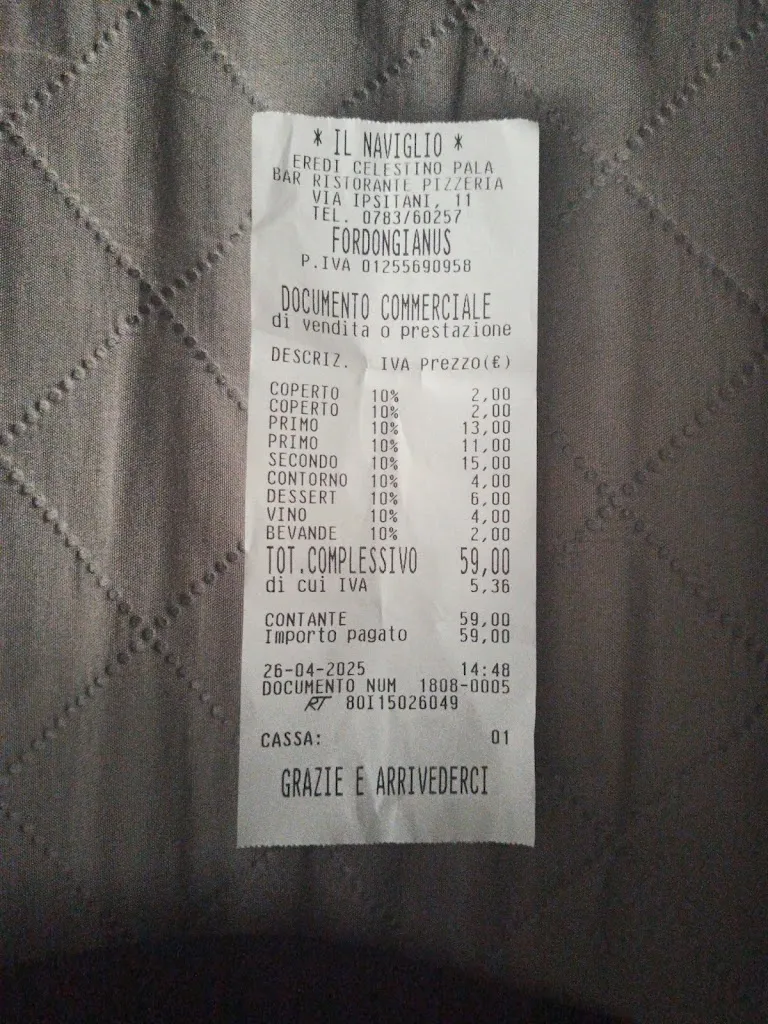 * IL NAVIGLIO *
EREDI CELESTINO PALA
BAR RISTORANTE PIZZERIA
VIA IPSITANI, 11
TEL. 0783/60257
FORDONGIANUS
P.IVA 01255690958
DOCUMENTO COMMERCIALE
di vendita o prestazione
DESCRIZ. IVA Prezzo(€)
COPERTO 10% 2,00
COPERTO 10% 2,00
PRIMO 10% 13,00
PRIMO 10% 11,00
SECONDO 10% 15,00
CONTORNO 10% 4,00
DESSERT 10% 6,00
VINO 10% 4,00
BEVANDE 10% 2,00
TOT.COMPLESSIVO 59,00
di cui IVA 5,36
CONTANTE 59,00
Importo pagato 59,00
26-04-2025 14:48
DOCUMENTO NUM 1808-0005
RT 80I15026049
CASSA: 01
GRAZIE E ARRIVEDERCI